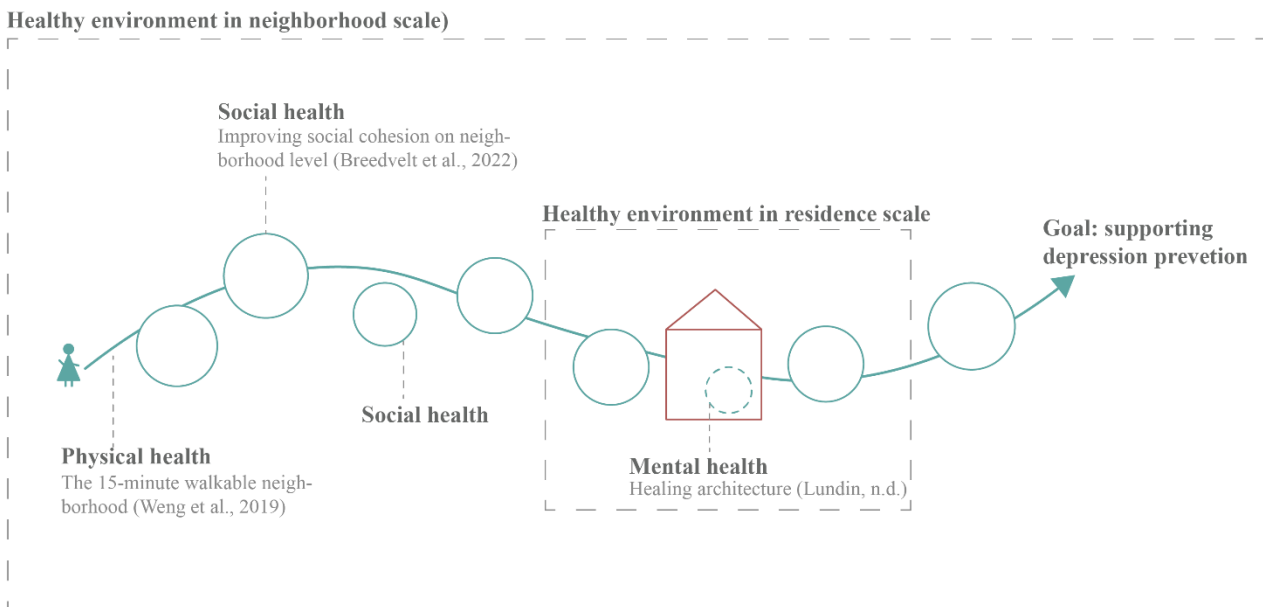 Healthy environment in neighborhood scale)
Social health
Improving social cohesion on neigh-
borhood level (Breedvelt et al., 2022)
Healthy environment in residence scale
Goal: supporting
depression prevetion
Social health
Physical health
The 15-minute walkable neigh-
borhood (Weng et al., 2019)
Mental health
Healing architecture (Lundin, n.d.)